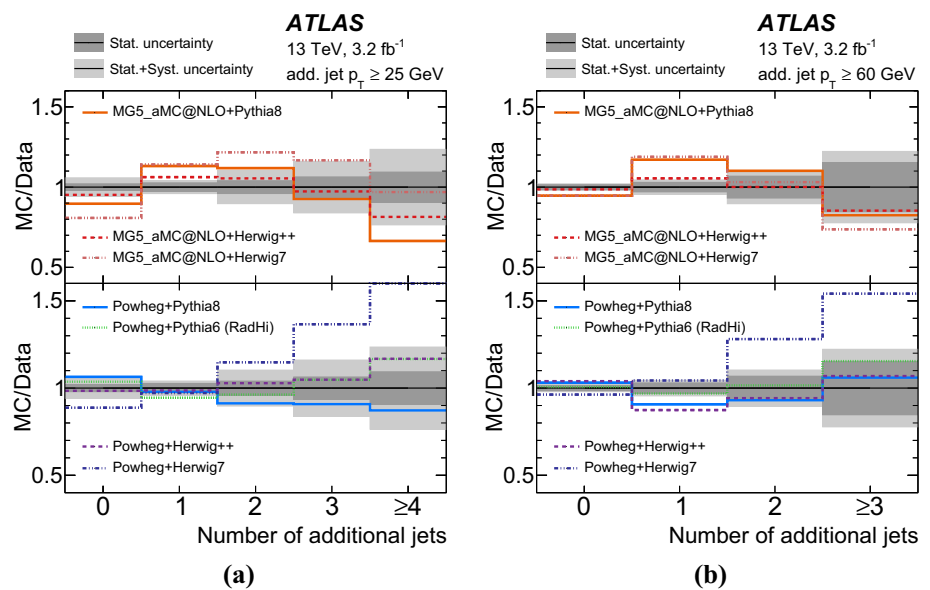 ATLAS
Stat. uncertainty
Stat.+Syst. uncertainty
13 TeV, 3.2 fb⁻¹
add. jet p_T ≥ 25 GeV
MC/Data
1.5
1
0.5
MG5_aMC@NLO+Pythia8
MG5_aMC@NLO+Herwig++
MG5_aMC@NLO+Herwig7
MC/Data
1.5
1
0.5
Powheg+Pythia8
Powheg+Pythia6 (RadHi)
Powheg+Herwig++
Powheg+Herwig7
0 1 2 3 ≥4
Number of additional jets
(a)
ATLAS
Stat. uncertainty
Stat.+Syst. uncertainty
13 TeV, 3.2 fb⁻¹
add. jet p_T ≥ 60 GeV
MC/Data
1.5
1
0.5
MG5_aMC@NLO+Pythia8
MG5_aMC@NLO+Herwig++
MG5_aMC@NLO+Herwig7
MC/Data
1.5
1
0.5
Powheg+Pythia8
Powheg+Pythia6 (RadHi)
Powheg+Herwig++
Powheg+Herwig7
0 1 2 ≥3
Number of additional jets
(b)